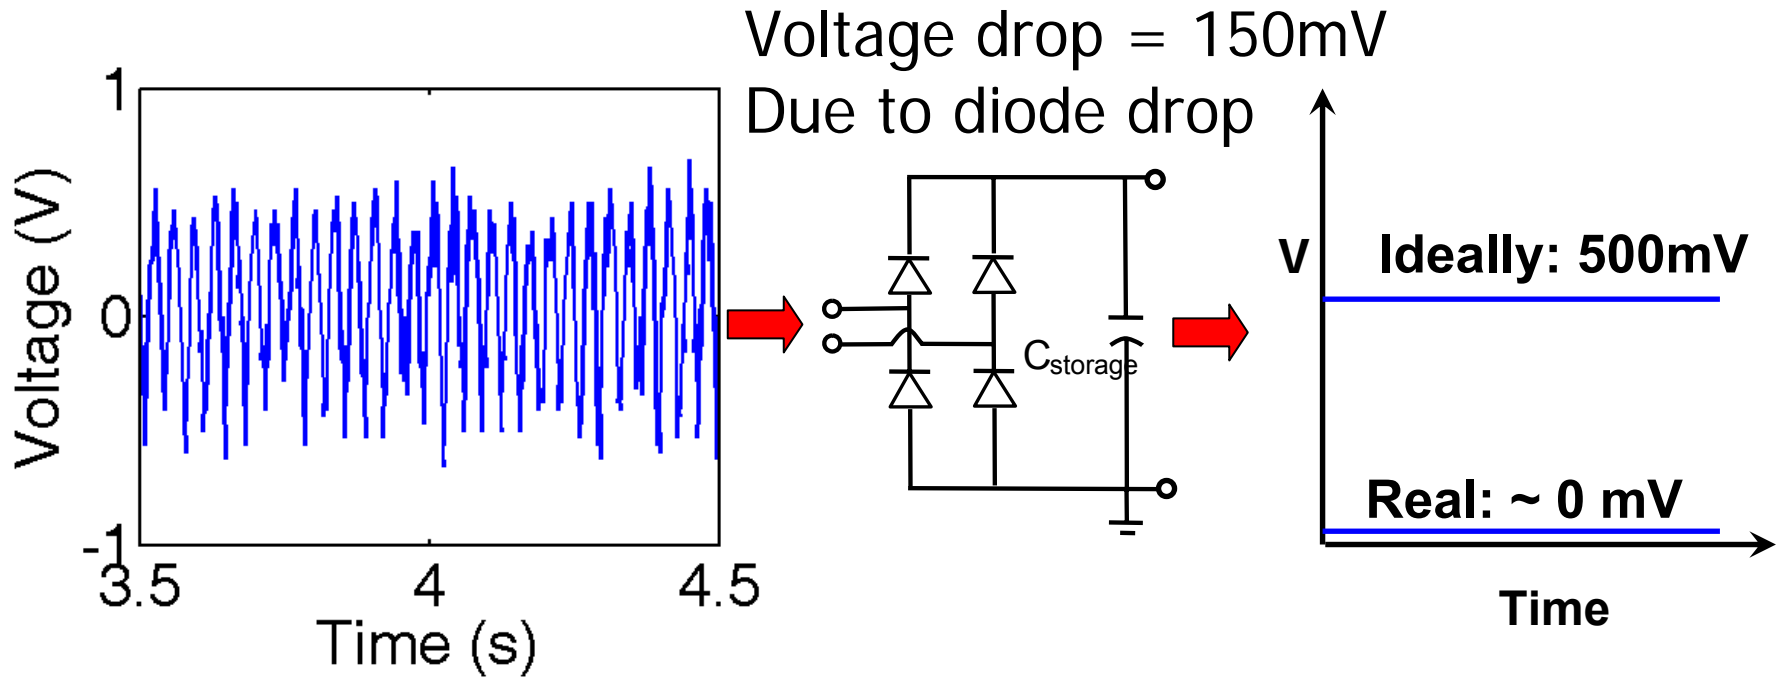 Voltage drop = 150mV
Due to diode drop
1
0
-1
Voltage (V)
3.5 4 4.5
Time (s)
Cstorage
V
Ideally: 500mV
Real: ~ 0 mV
Time